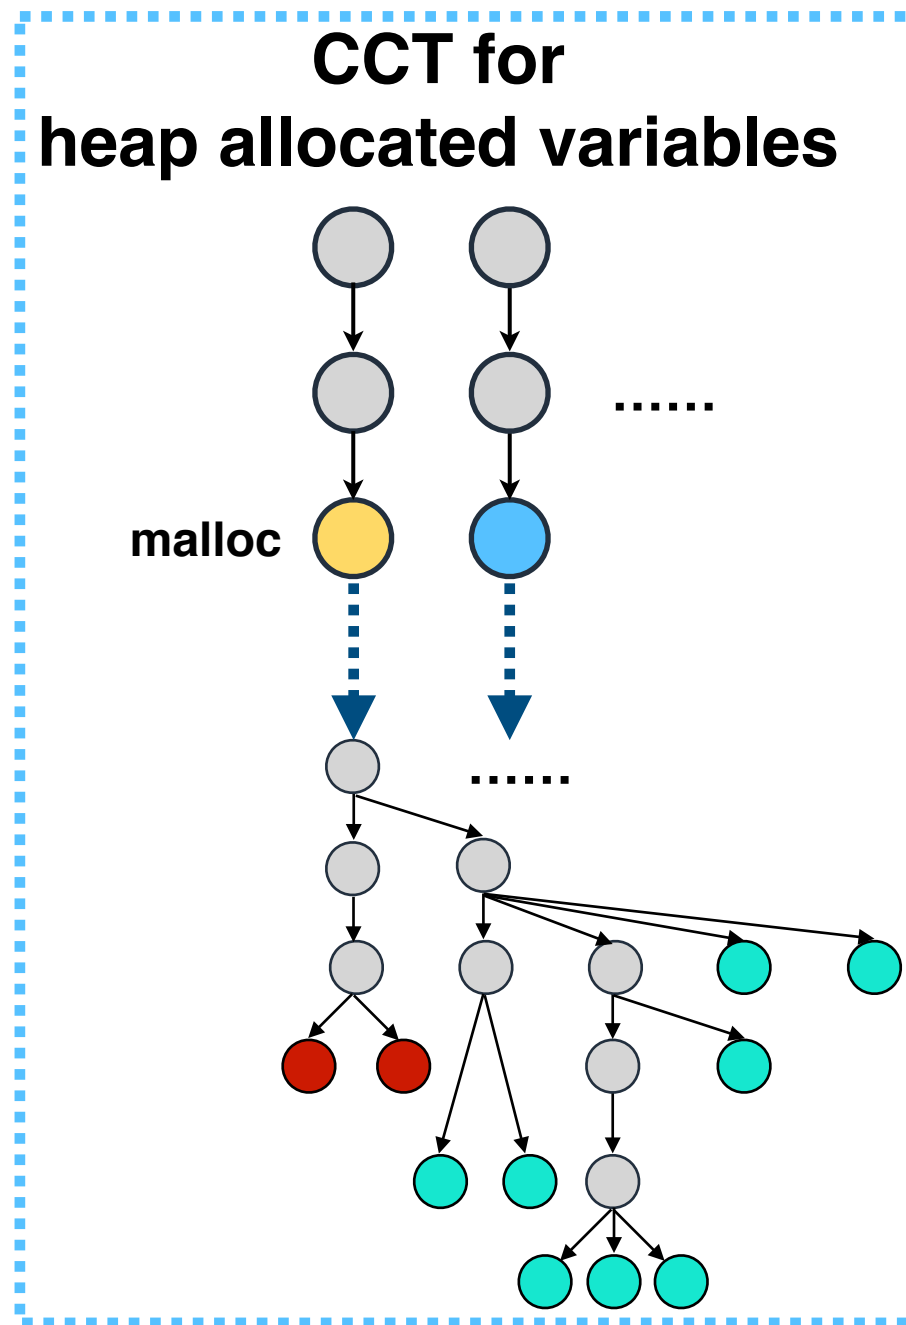 CCT for
heap allocated variables
......
malloc
......